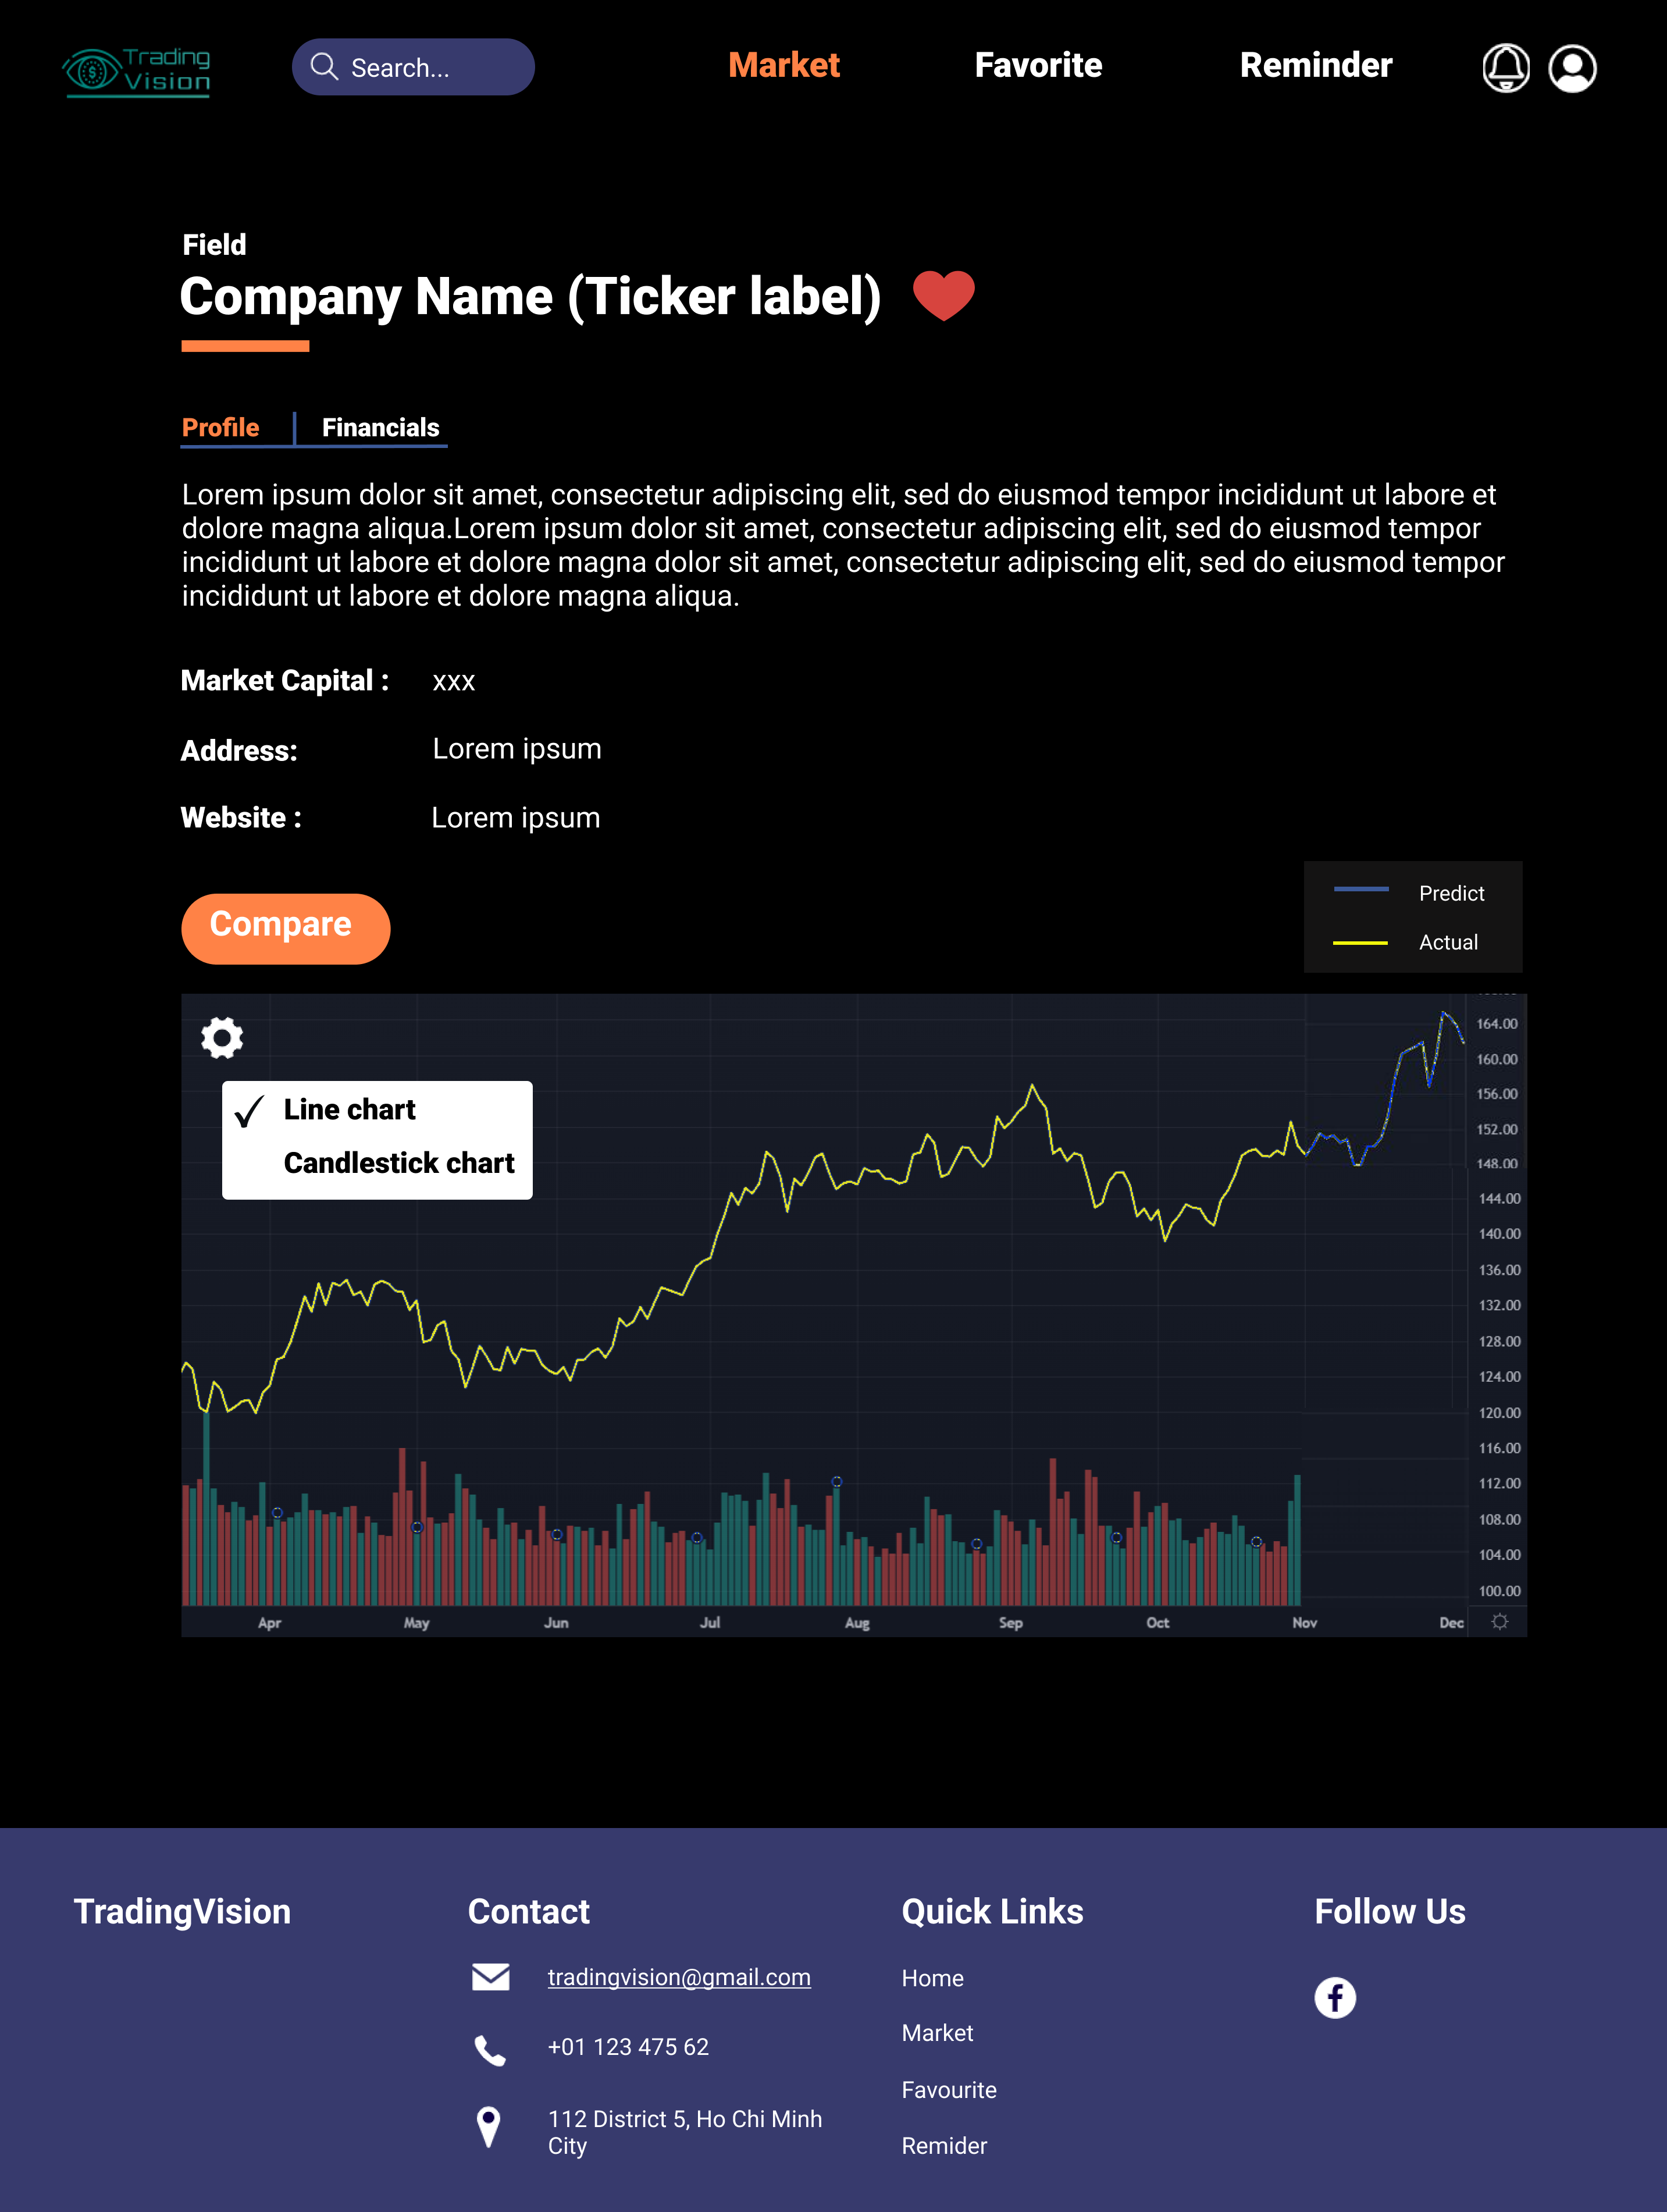 Trading
Vision
Search...
Market
Favorite
Reminder
Field
Company Name (Ticker label)
Profile
Financials
Lorem ipsum dolor sit amet, consectetur adipiscing elit, sed do eiusmod tempor incididunt ut labore et
dolore magna aliqua.Lorem ipsum dolor sit amet, consectetur adipiscing elit, sed do eiusmod tempor
incididunt ut labore et dolore magna dolor sit amet, consectetur adipiscing elit, sed do eiusmod tempor
incididunt ut labore et dolore magna aliqua.
Market Capital : xxx
Address: Lorem ipsum
Website : Lorem ipsum
Compare
Predict
Actual
Line chart
Candlestick chart
164.00
160.00
156.00
152.00
148.00
144.00
140.00
136.00
132.00
128.00
124.00
120.00
116.00
112.00
108.00
104.00
100.00
Apr May Jun Jul Aug Sep Oct Nov Dec
TradingVision
Contact
tradingvision@gmail.com
+01 123 475 62
112 District 5, Ho Chi Minh
City
Quick Links
Home
Market
Favourite
Remider
Follow Us